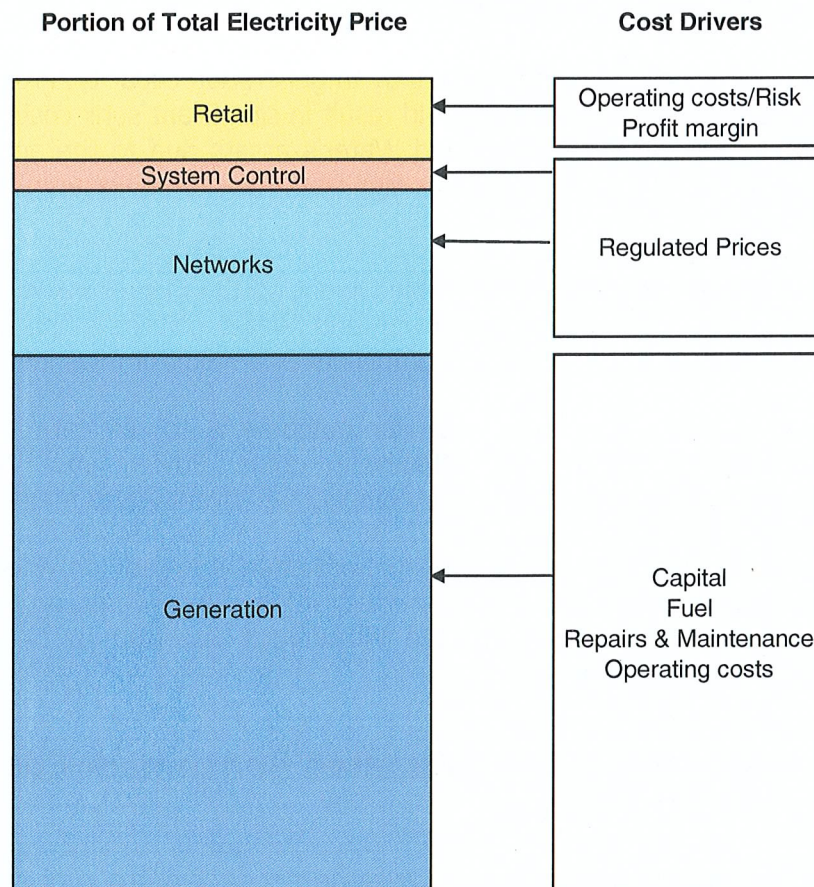 Portion of Total Electricity Price
Cost Drivers
Retail
Operating costs/Risk
Profit margin
System Control
Networks
Regulated Prices
Generation
Capital
Fuel
Repairs & Maintenance
Operating costs